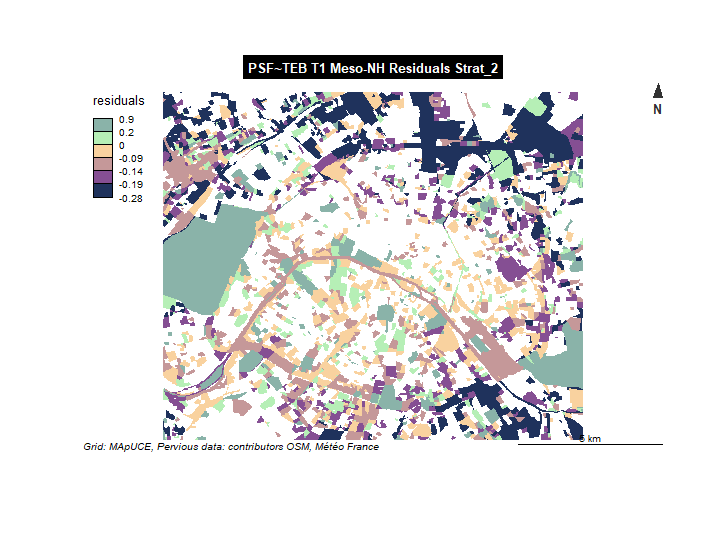 PSF~TEB T1 Meso-NH Residuals Strat_2
residuals
0.9
0.2
0
-0.09
-0.14
-0.19
-0.28
N
5 km
Grid: MApUCE, Pervious data: contributors OSM, Météo France